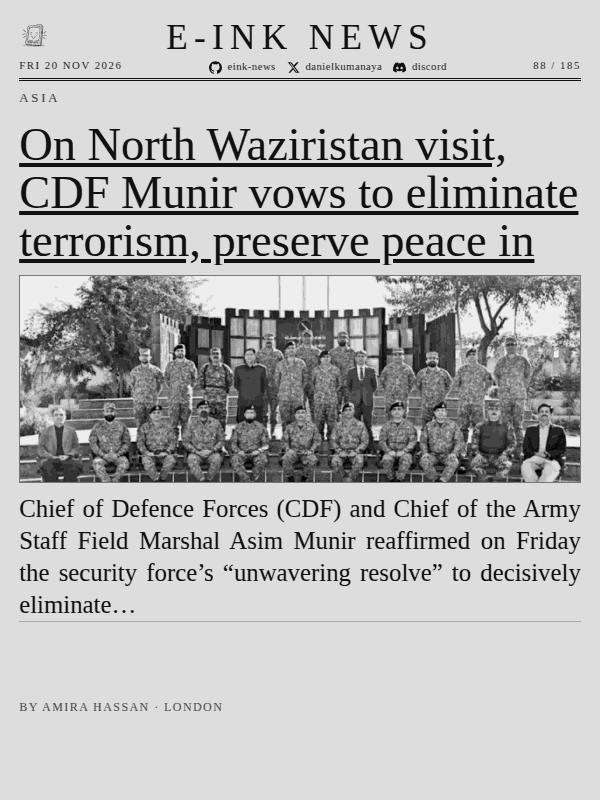 E-INK NEWS
FRI 20 NOV 2026
eink-news
danielkumanaya
discord
88 / 185
ASIA
On North Waziristan visit,
CDF Munir vows to eliminate
terrorism, preserve peace in
Chief of Defence Forces (CDF) and Chief of the Army
Staff Field Marshal Asim Munir reaffirmed on Friday
the security force’s “unwavering resolve” to decisively
eliminate…
BY AMIRA HASSAN · LONDON